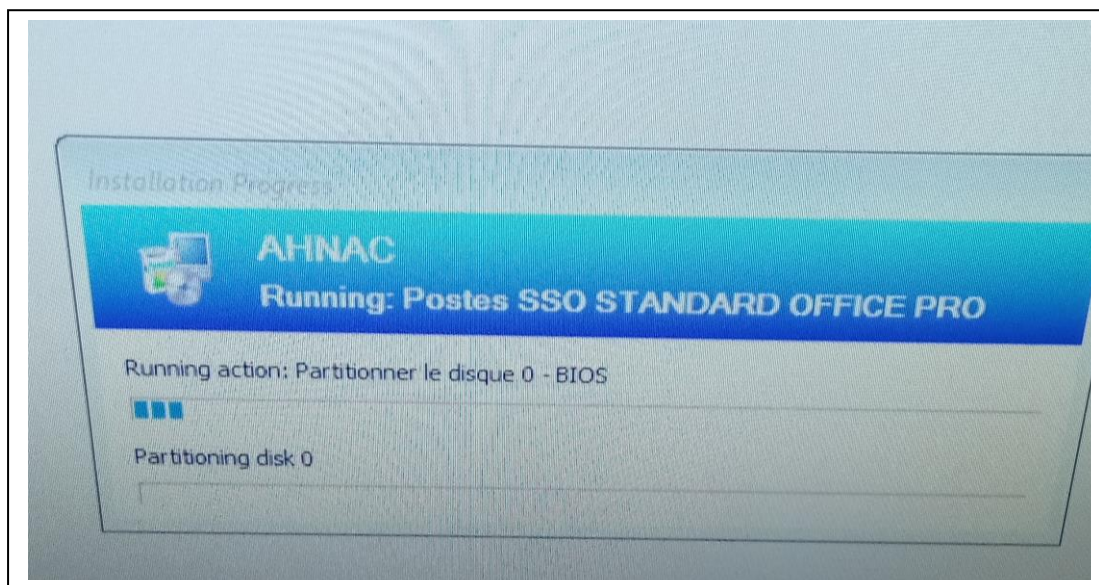 Installation Progress
AHNAC
Running: Postes SSO STANDARD OFFICE PRO
Running action: Partitionner le disque 0 - BIOS
Partitioning disk 0